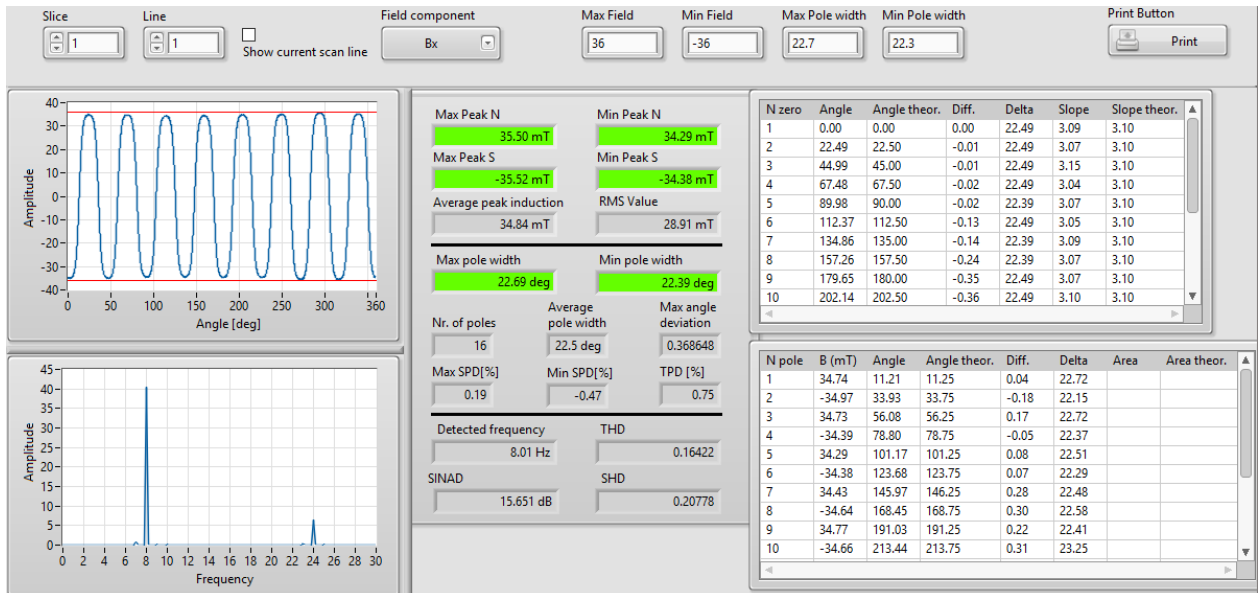 Slice Line Field component Max Field Min Field Max Pole width Min Pole width Print Button
1 1 Show current scan line Bx 36 -36 22.7 22.3 Print
40
30
20
10
0
-10
-20
-30
-40
Amplitude
0 50 100 150 200 250 300 360
Angle [deg]
45
40
35
30
25
20
15
10
5
0
Amplitude
0 2 4 6 8 10 12 14 16 18 20 22 24 26 28 30
Frequency
Max Peak N Min Peak N
35.50 mT 34.29 mT
Max Peak S Min Peak S
-35.52 mT -34.38 mT
Average peak induction RMS Value
34.84 mT 28.91 mT
Max pole width Min pole width
22.69 deg 22.39 deg
Nr. of poles Average pole width Max angle deviation
16 22.5 deg 0.368648
Max SPD[%] Min SPD[%] TPD [%]
0.19 -0.47 0.75
Detected frequency THD
8.01 Hz 0.16422
SINAD SHD
15.651 dB 0.20778
N zero Angle Angle theor. Diff. Delta Slope Slope theor.
1 0.00 0.00 0.00 22.49 3.09 3.10
2 22.49 22.50 -0.01 22.49 3.07 3.10
3 44.99 45.00 -0.01 22.49 3.15 3.10
4 67.48 67.50 -0.02 22.49 3.04 3.10
5 89.98 90.00 -0.02 22.39 3.07 3.10
6 112.37 112.50 -0.13 22.49 3.05 3.10
7 134.86 135.00 -0.14 22.39 3.09 3.10
8 157.26 157.50 -0.24 22.39 3.07 3.10
9 179.65 180.00 -0.35 22.49 3.07 3.10
10 202.14 202.50 -0.36 22.49 3.10 3.10
N pole B (mT) Angle Angle theor. Diff. Delta Area Area theor.
1 34.74 11.21 11.25 0.04 22.72
2 -34.97 33.93 33.75 -0.18 22.15
3 34.73 56.08 56.25 0.17 22.72
4 -34.39 78.80 78.75 -0.05 22.37
5 34.29 101.17 101.25 0.08 22.51
6 -34.38 123.68 123.75 0.07 22.29
7 34.43 145.97 146.25 0.28 22.48
8 -34.64 168.45 168.75 0.30 22.58
9 34.77 191.03 191.25 0.22 22.41
10 -34.66 213.44 213.75 0.31 23.25